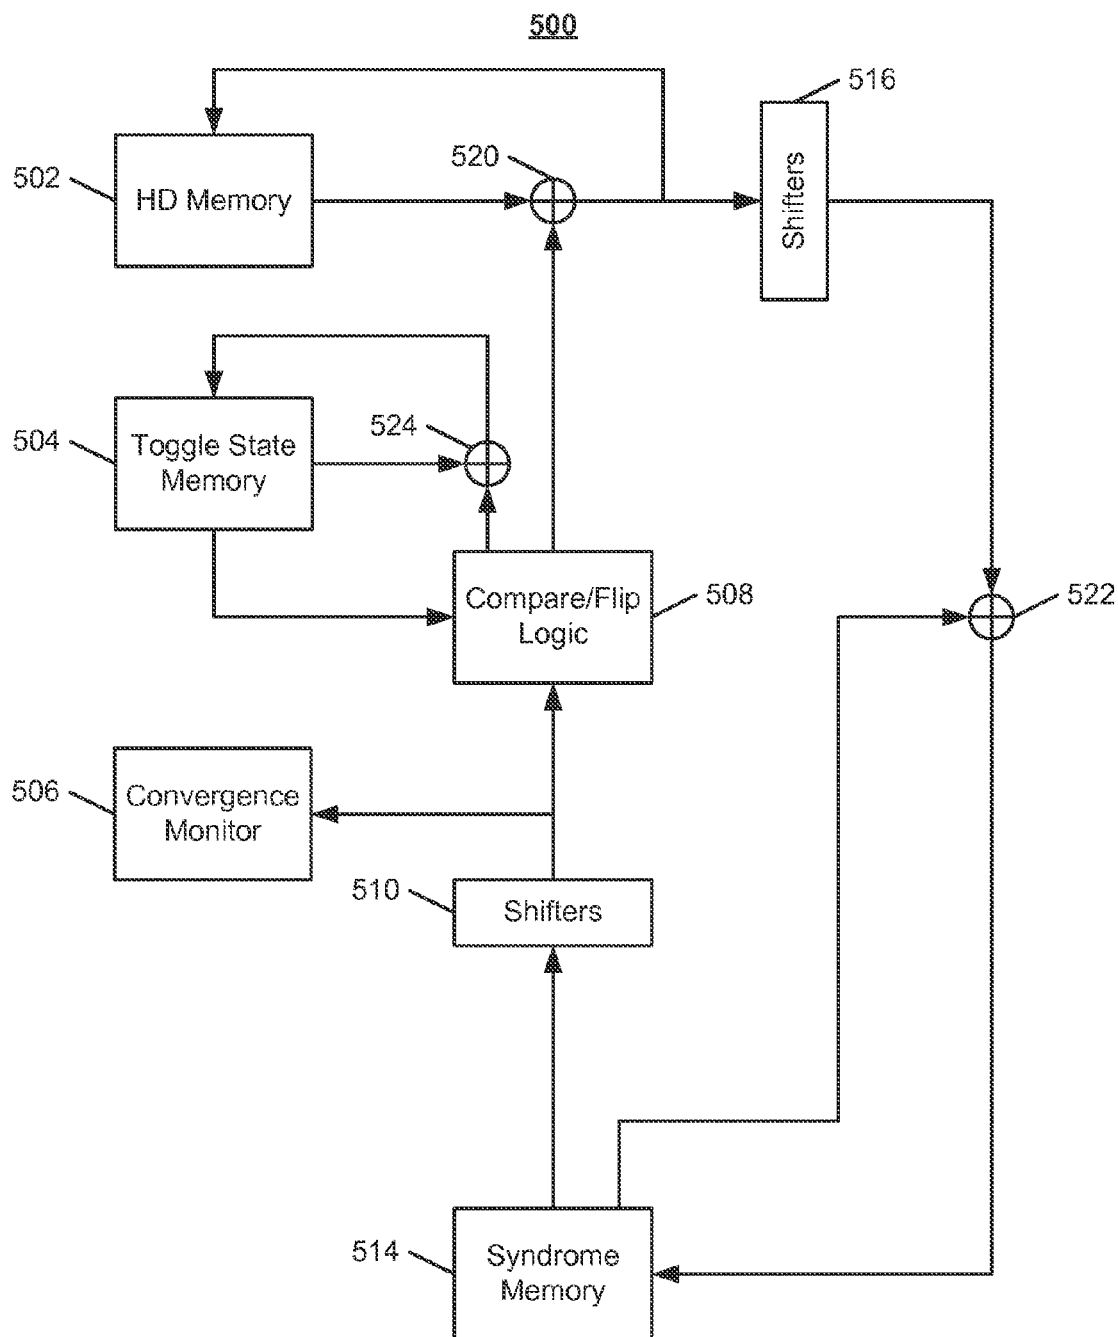 500
516
Shifters
520
502
HD Memory
504
Toggle State
Memory
524
Compare/Flip
Logic
508
522
506
Convergence
Monitor
510
Shifters
514
Syndrome
Memory